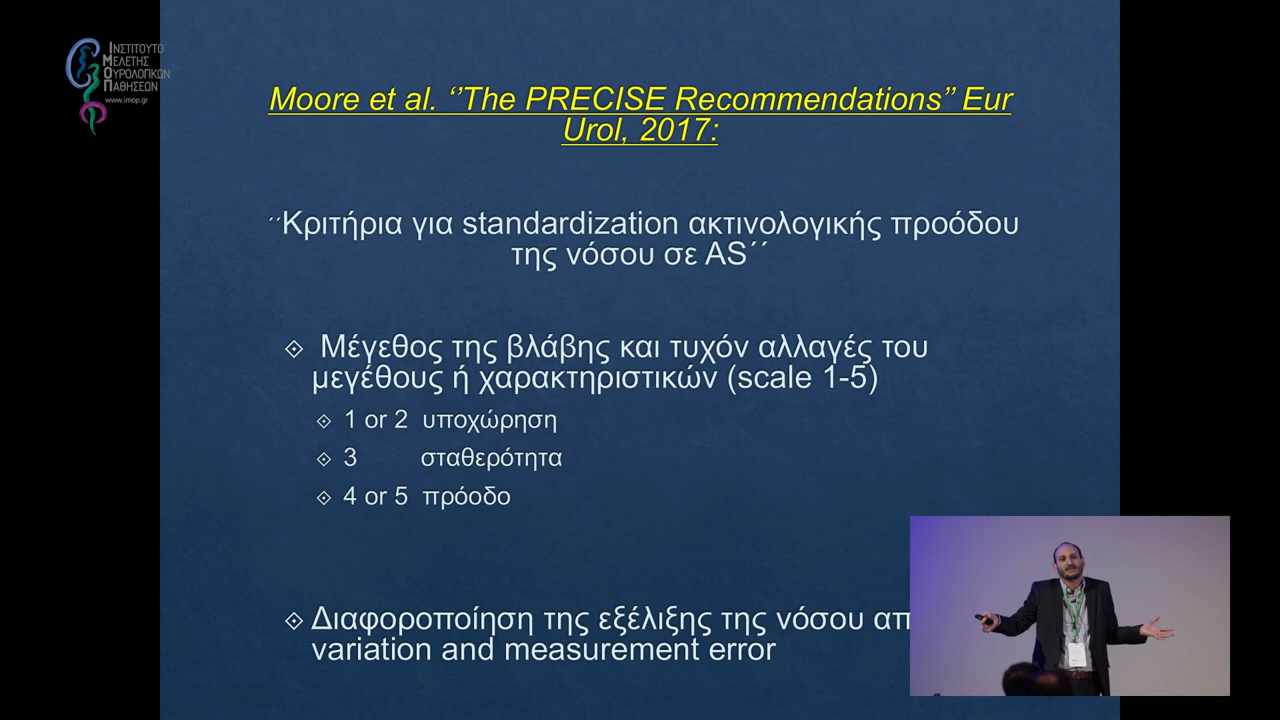 ΙΝΣΤΙΤΟΥΤΟ
ΜΕΛΕΤΗΣ
ΟΥΡΟΛΟΓΙΚΩΝ
ΠΑΘΗΣΕΩΝ
www.imop.gr
Moore et al. ‘’The PRECISE Recommendations’’ Eur
Urol, 2017:
´´Κριτήρια για standardization ακτινολογικής προόδου
της νόσου σε AS´´
Μέγεθος της βλάβης και τυχόν αλλαγές του
μεγέθους ή χαρακτηριστικών (scale 1-5)
1 or 2 υποχώρηση
3 σταθερότητα
4 or 5 πρόοδο
Διαφοροποίηση της εξέλιξης της νόσου απ
variation and measurement error